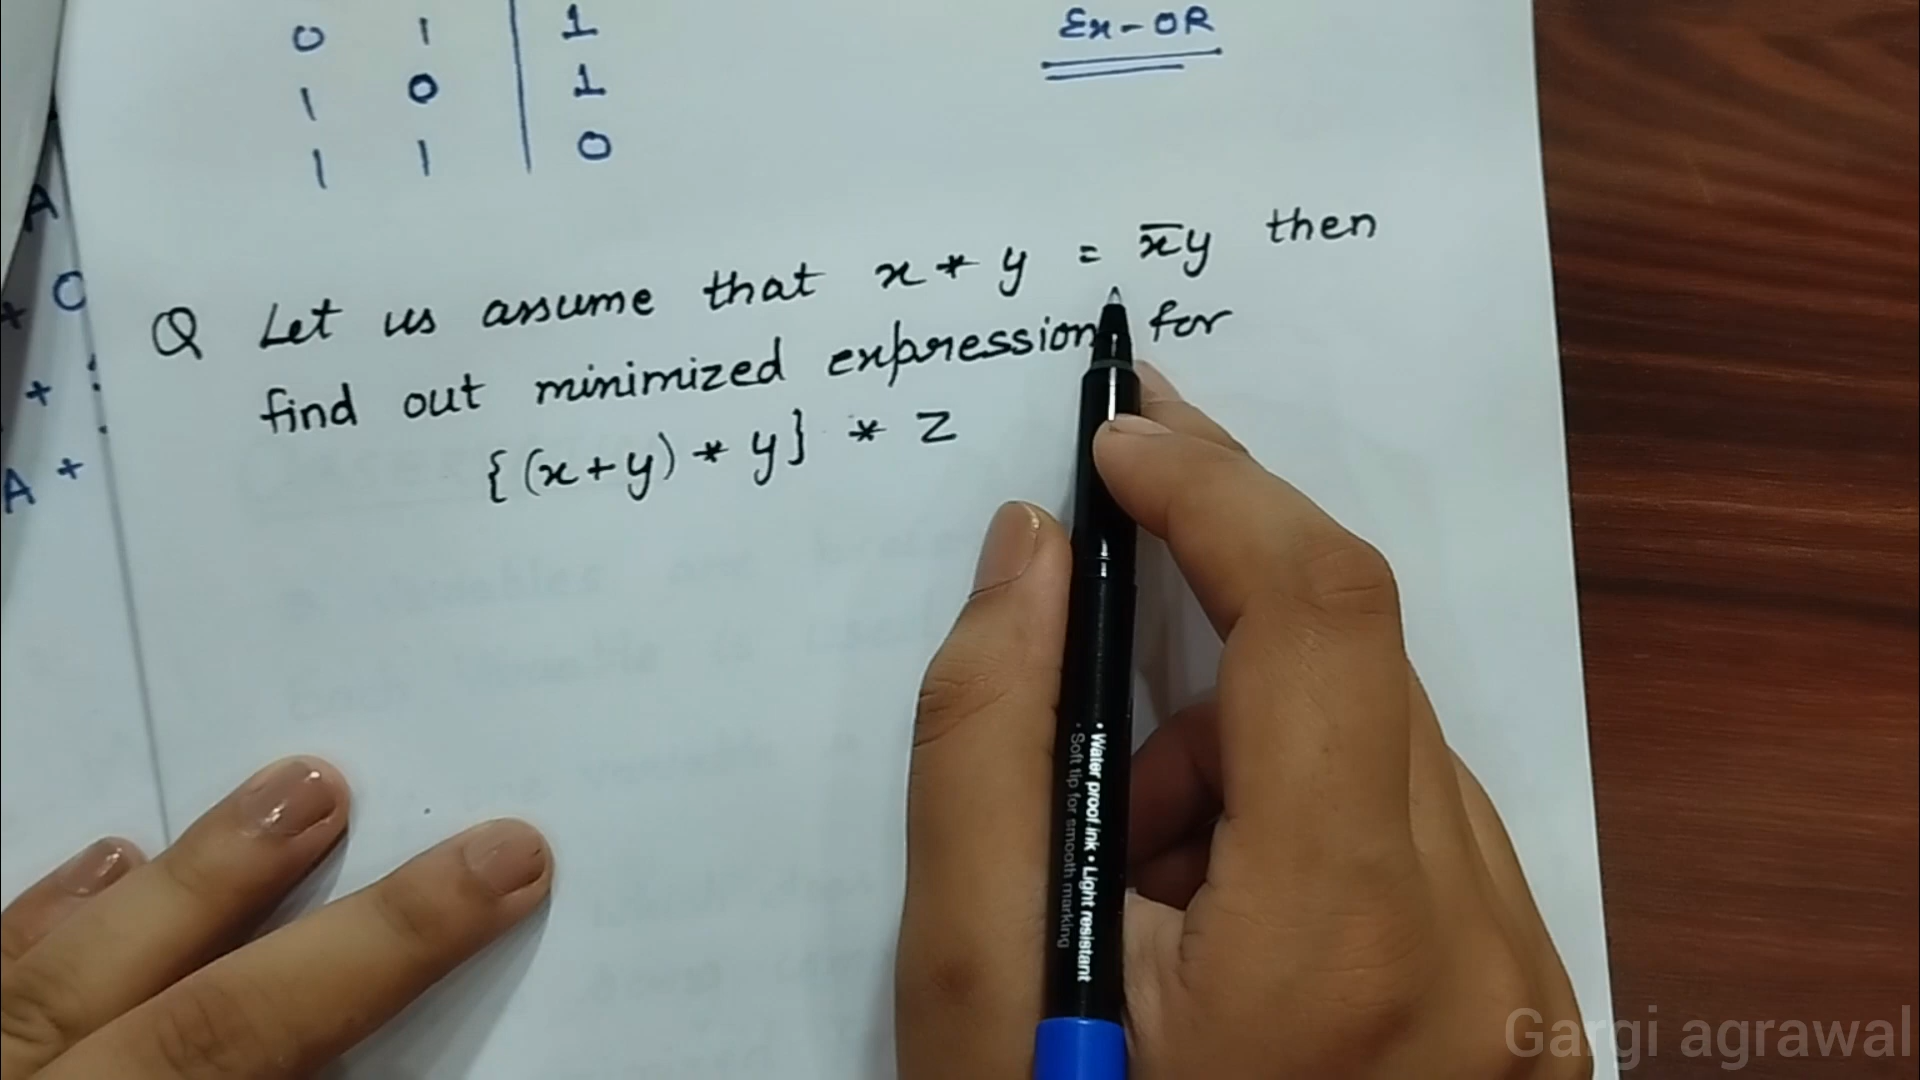 0 1 1 Ex-OR
1 0 1
1 1 0
A
+ C
Q Let us assume that x * y = x̅y then
+
find out minimized expression for
A +
{(x+y) * y} * z
• Water proof ink • Light resistant
• Soft tip for smooth marking
Gargi agrawal